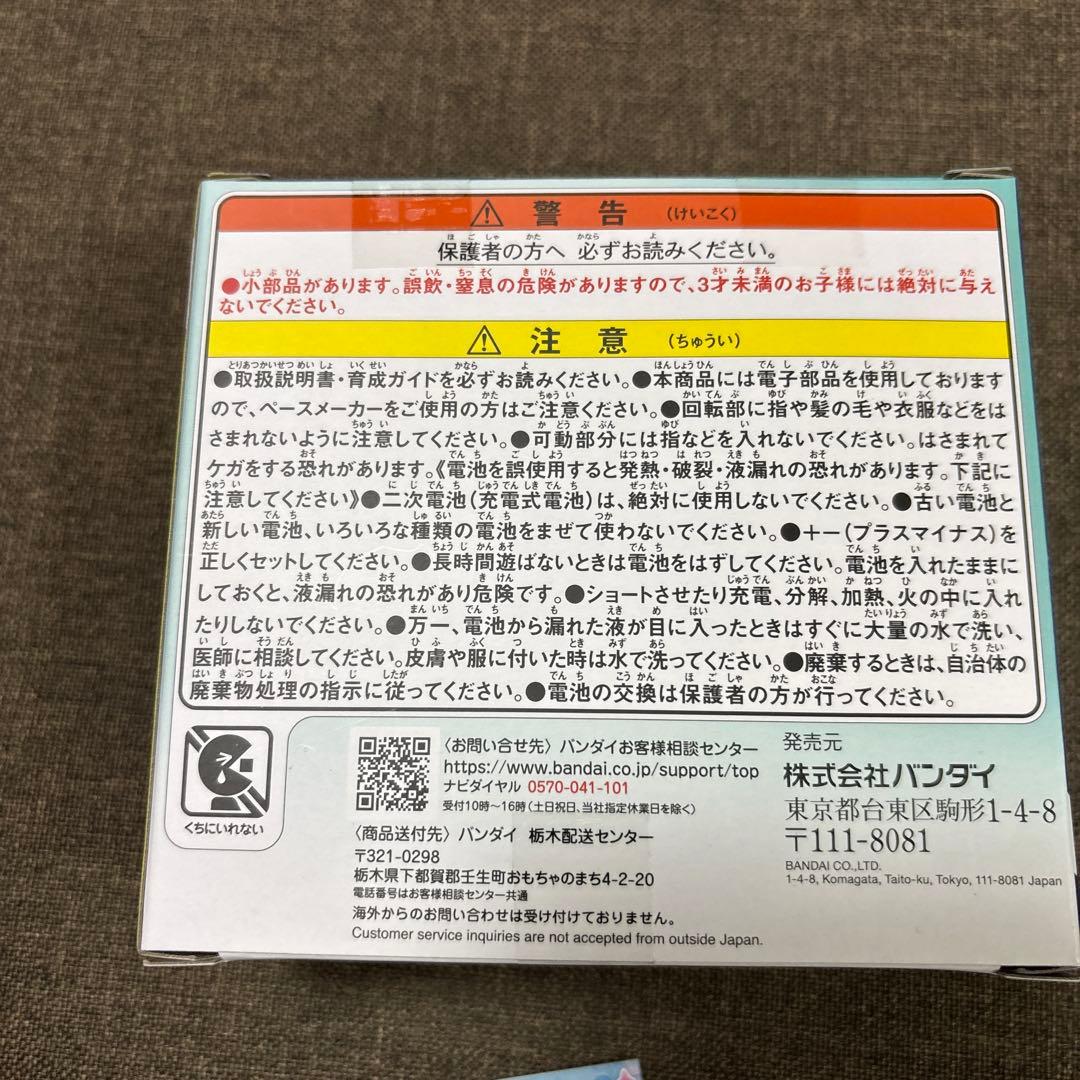 ⚠ 警告 （けいこく）
保護者の方へ 必ずお読みください。
●小部品があります。誤飲・窒息の危険がありますので、3才未満のお子様には絶対に与え
ないでください。
⚠ 注意 （ちゅうい）
●取扱説明書・育成ガイドを必ずお読みください。●本商品には電子部品を使用しております
ので、ペースメーカーをご使用の方はご注意ください。●回転部に指や髪の毛や衣服などをは
さまれないように注意してください。●可動部分には指などを入れないでください。はさまれて
ケガをする恐れがあります。《電池を誤使用すると発熱・破裂・液漏れの恐れがあります。下記に
注意してください》●二次電池（充電式電池）は、絶対に使用しないでください。●古い電池と
新しい電池、いろいろな種類の電池をまぜて使わないでください。●＋－（プラスマイナス）を
正しくセットしてください。●長時間遊ばないときは電池をはずしてください。電池を入れたままに
しておくと、液漏れの恐れがあり危険です。●ショートさせたり充電、分解、加熱、火の中に入れ
たりしないでください。●万一、電池から漏れた液が目に入ったときはすぐに大量の水で洗い、
医師に相談してください。皮膚や服に付いた時は水で洗ってください。●廃棄するときは、自治体の
廃棄物処理の指示に従ってください。●電池の交換は保護者の方が行ってください。
くちにいれない
〈お問い合せ先〉バンダイお客様相談センター
https://www.bandai.co.jp/support/top
ナビダイヤル 0570-041-101
受付10時～16時（土日祝日、当社指定休業日を除く）
〈商品送付先〉バンダイ 栃木配送センター
〒321-0298
栃木県下都賀郡壬生町おもちゃのまち4-2-20
電話番号はお客様相談センター共通
海外からのお問い合わせは受け付けておりません。
Customer service inquiries are not accepted from outside Japan.
発売元
株式会社バンダイ
東京都台東区駒形1-4-8
〒111-8081
BANDAI CO.,LTD.
1-4-8, Komagata, Taito-ku, Tokyo, 111-8081 Japan